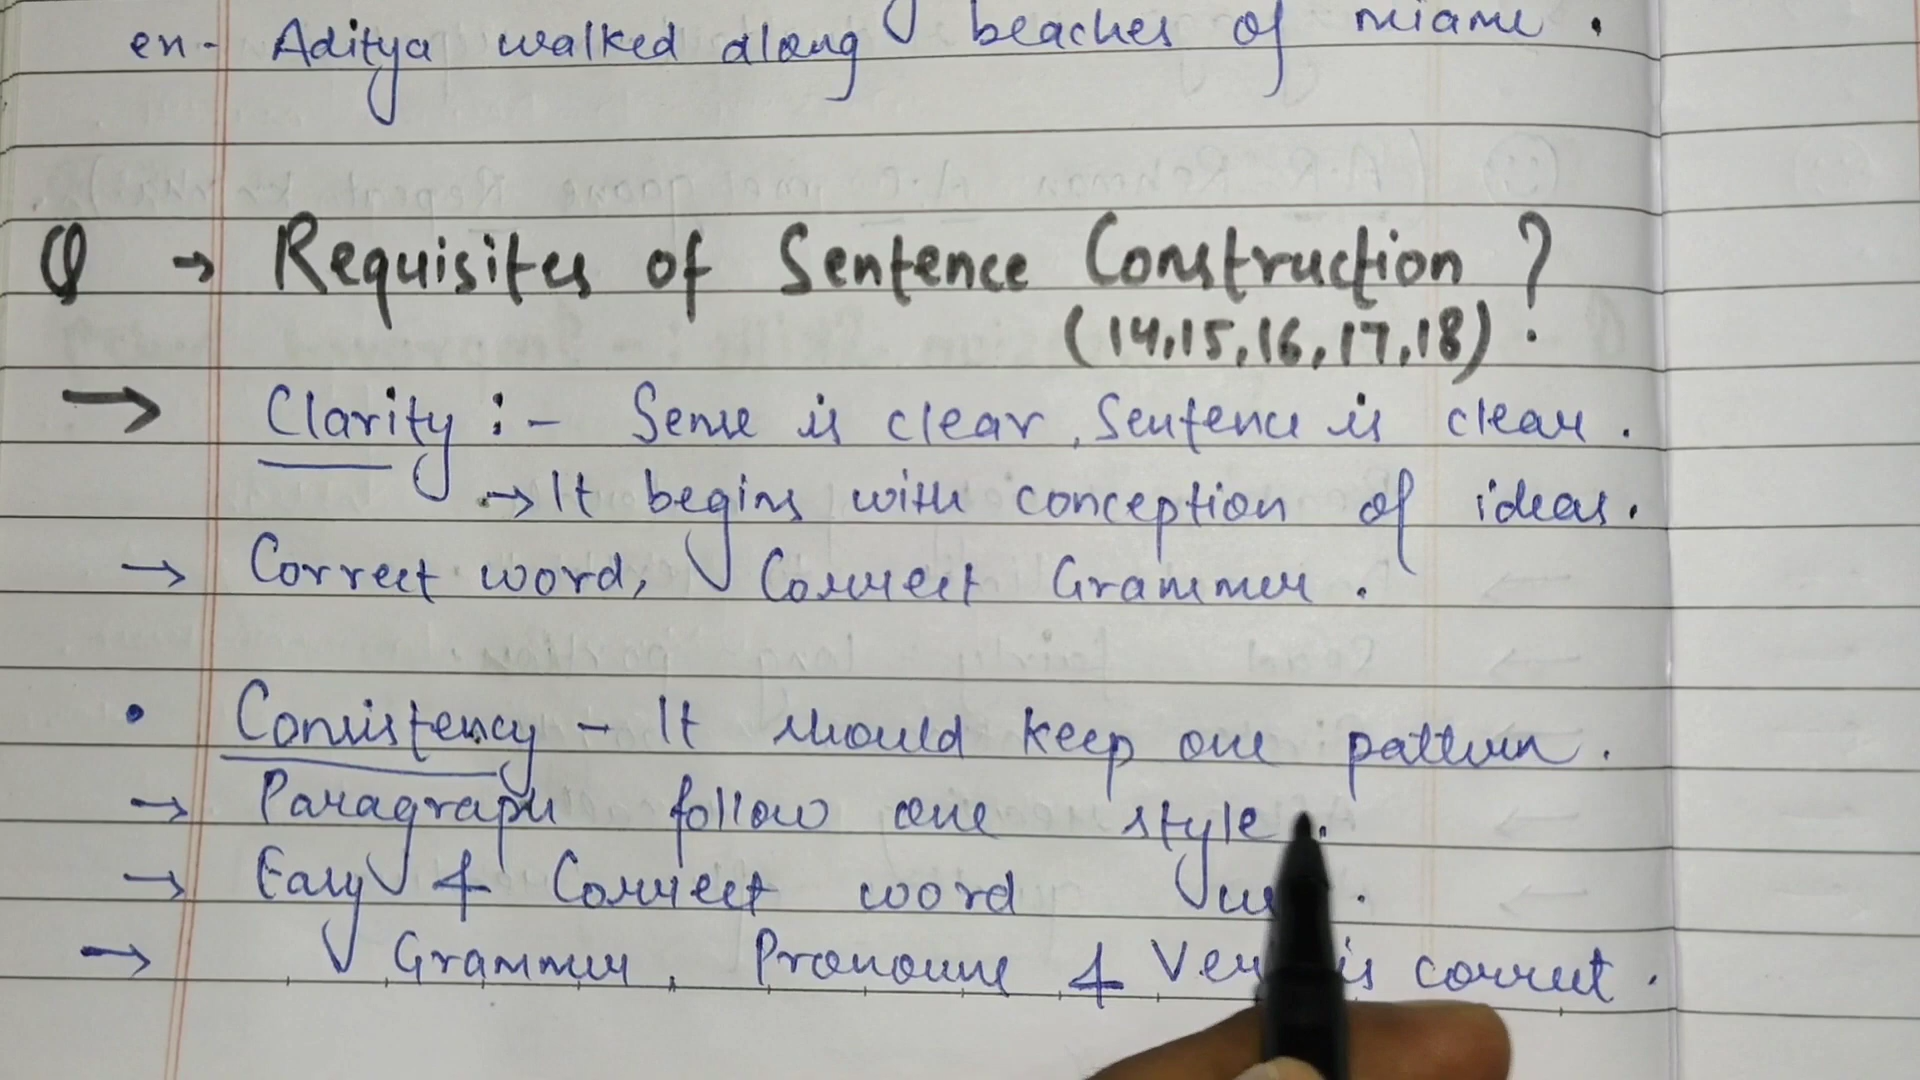 en- Aditya walked along beaches of miami.
Q → Requisites of Sentence Construction ?
(14,15,16,17,18)
→ Clarity :- Sense is clear, Sentence is clear.
→ It begins with conception of ideas.
→ Correct word, Correct Grammer.
• Consistency - It should keep one pattern.
→ Paragraph follow one style.
→ Easy & Correct word
→ Grammer, Pronoune & is correct.